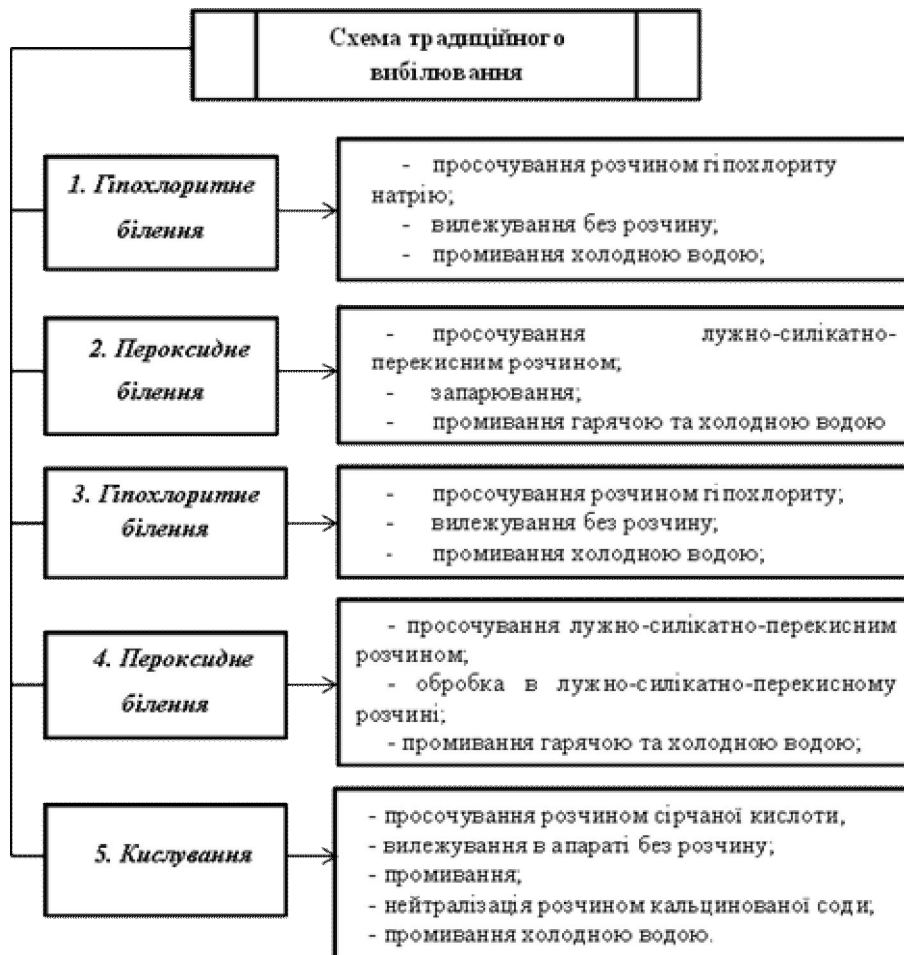 Схема традиційного
вибілювання
1. Гіпохлоритне
білення
- просочування розчином гіпохлориту
натрію;
- вилежування без розчину;
- промивання холодною водою;
2. Пероксидне
білення
- просочування лужно-силікатно-
перекисним розчином;
- запарювання;
- промивання гарячою та холодною водою
3. Гіпохлоритне
білення
- просочування розчином гіпохлориту;
- вилежування без розчину;
- промивання холодною водою;
4. Пероксидне
білення
- просочування лужно-силікатно-перекисним
розчином;
- обробка в лужно-силікатно-перекисному
розчині;
- промивання гарячою та холодною водою;
5. Кислування
- просочування розчином сірчаної кислоти,
- вилежування в апараті без розчину;
- промивання;
- нейтралізація розчином кальцинованої соди;
- промивання холодною водою.